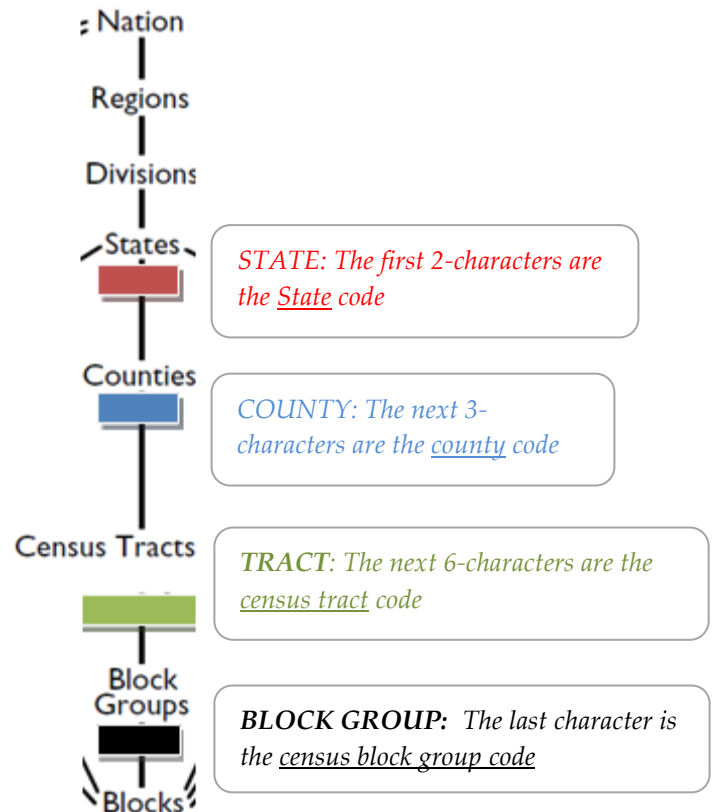 Nation
Regions
Divisions
States
STATE: The first 2-characters are
the State code
Counties
COUNTY: The next 3-
characters are the county code
Census Tracts
TRACT: The next 6-characters are the
census tract code
Block
Groups
BLOCK GROUP: The last character is
the census block group code
Blocks